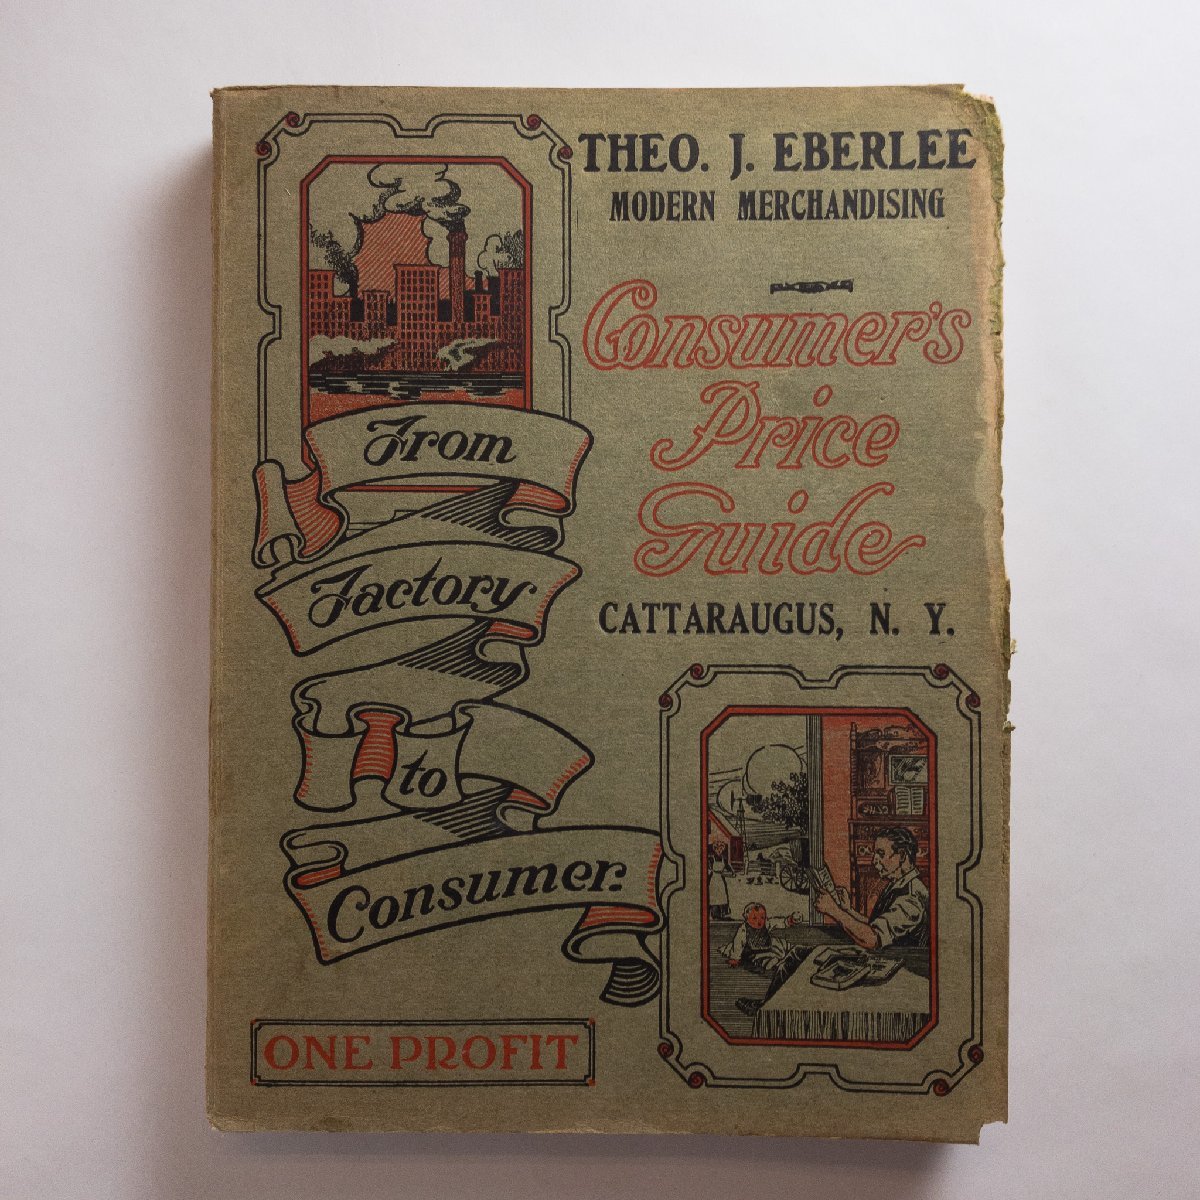 THEO. J. EBERLEE
MODERN MERCHANDISING
Consumer's
Price
Guide
CATTARAUGUS, N. Y.
From
Factory
to
Consumer.
ONE PROFIT